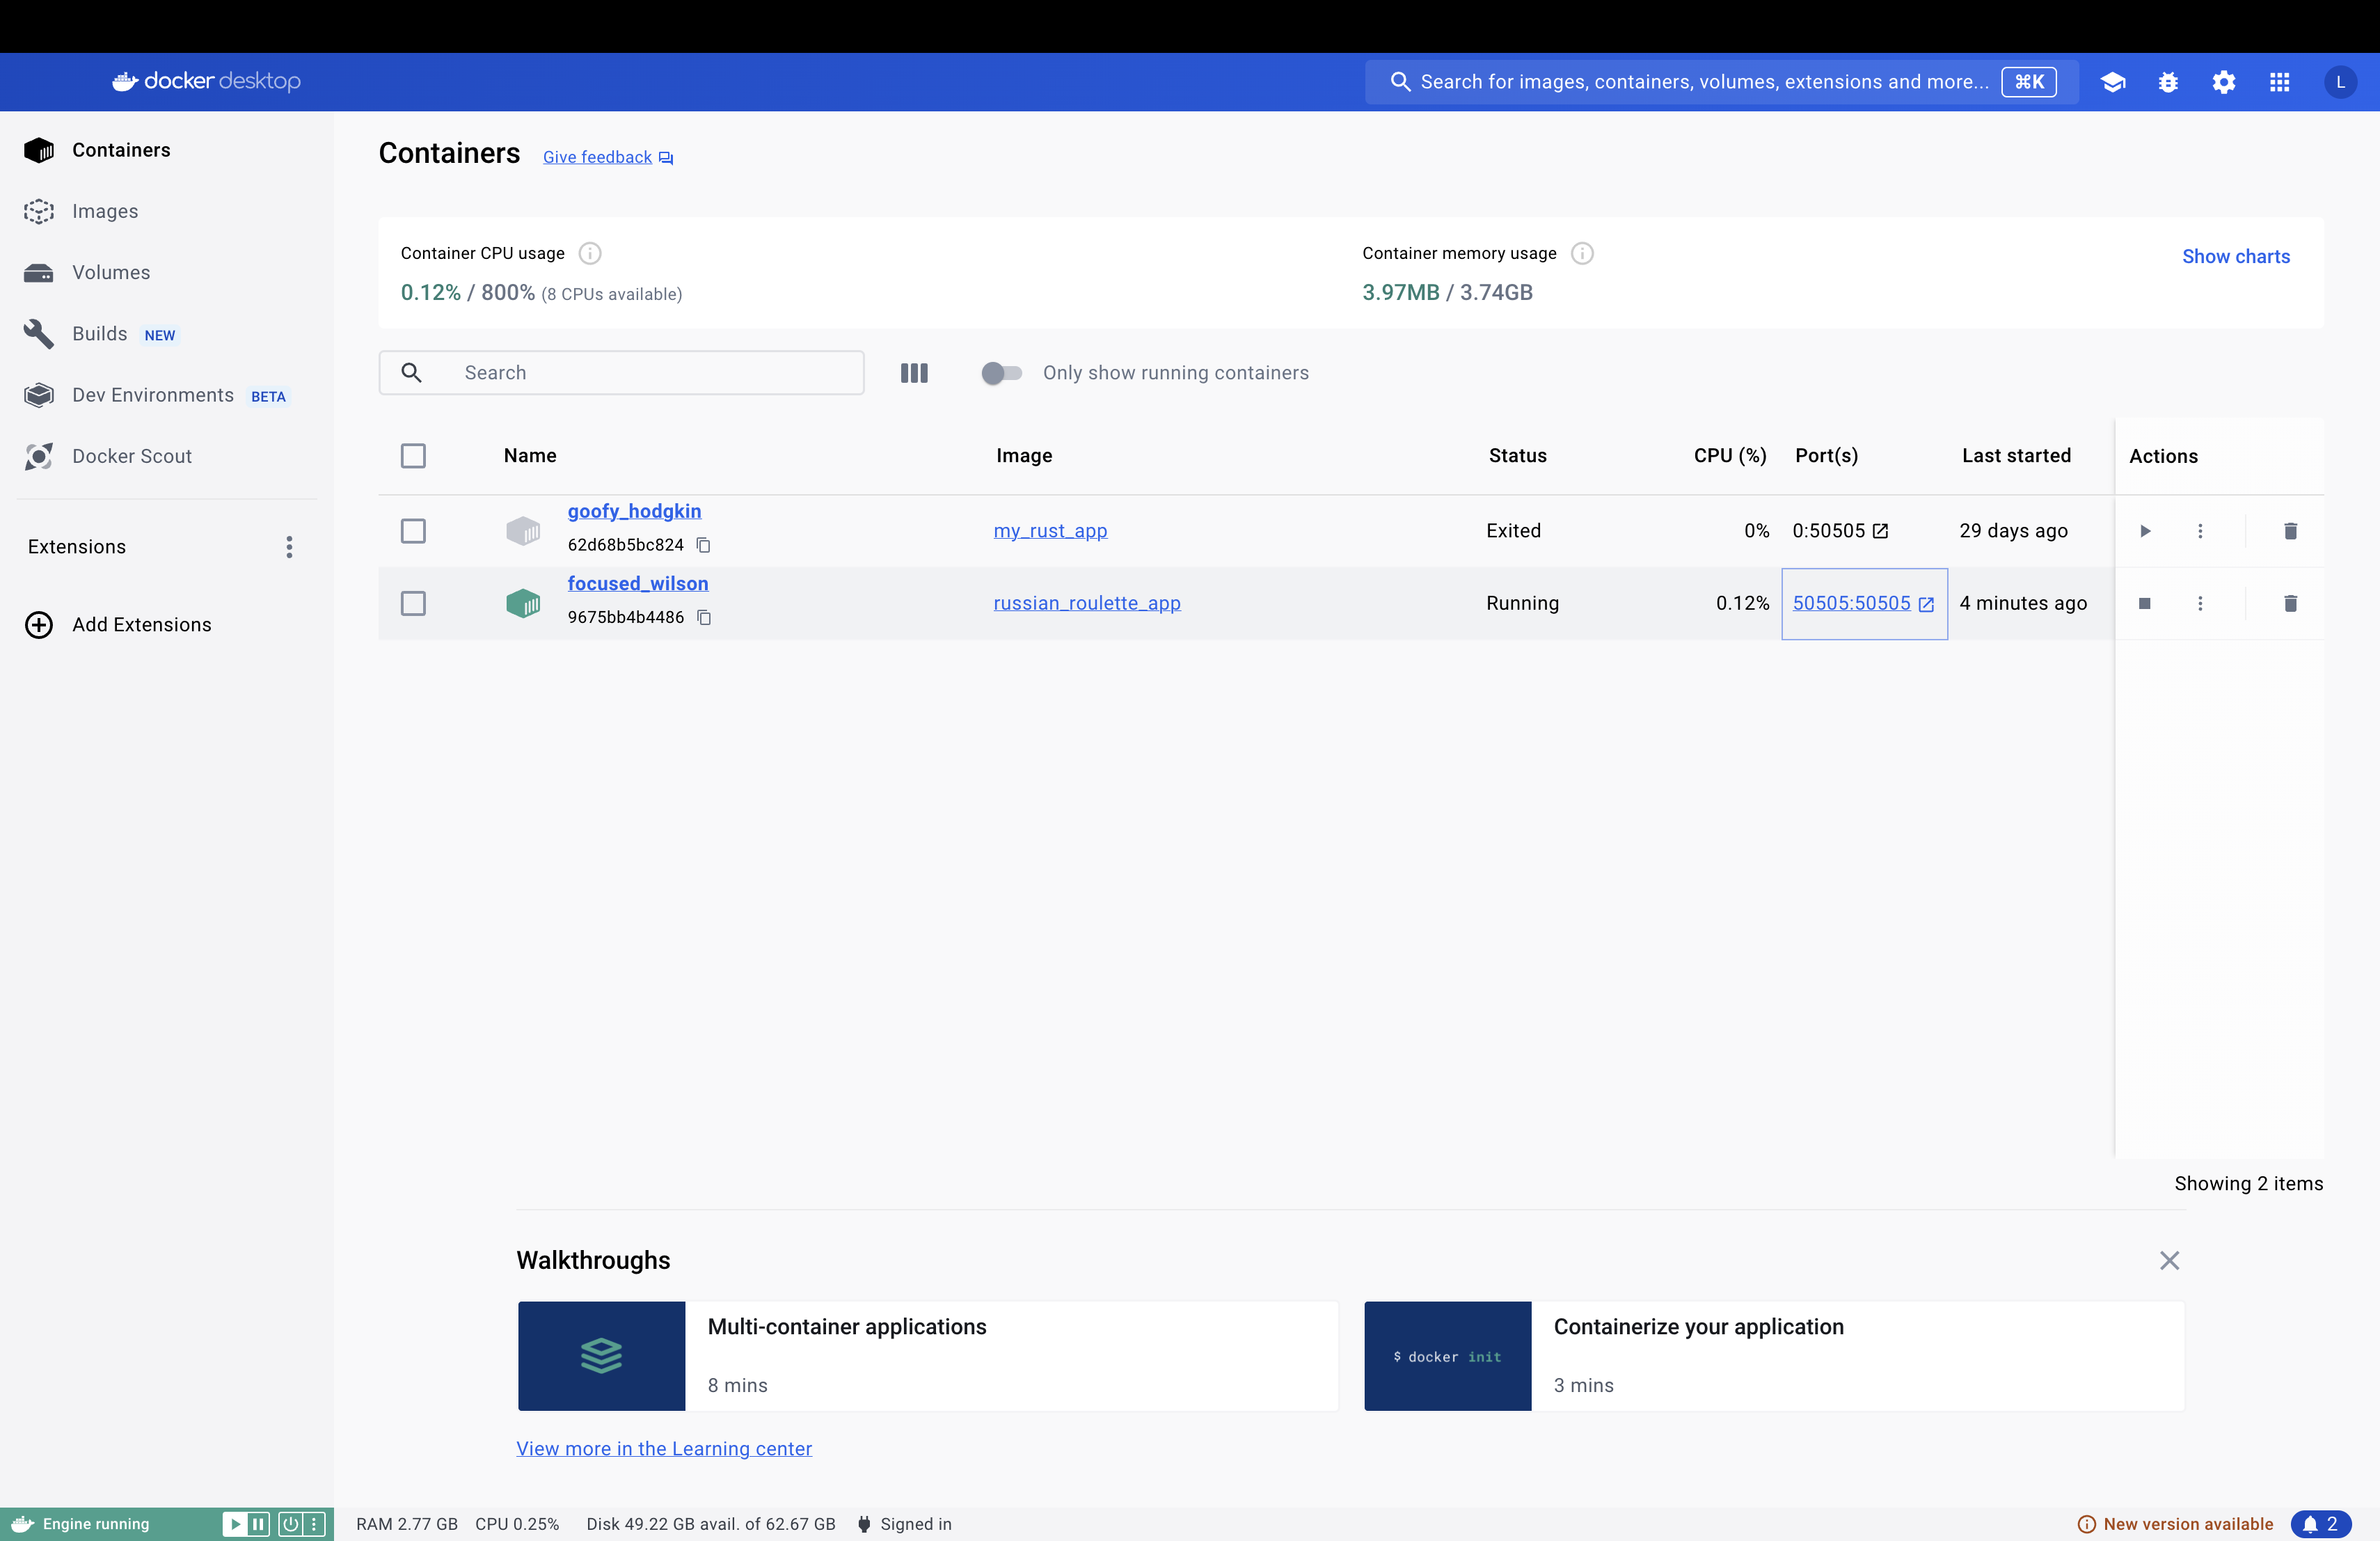 docker desktop
Search for images, containers, volumes, extensions and more... ⌘K
L
Containers
Images
Volumes
Builds NEW
Dev Environments BETA
Docker Scout
Extensions
Add Extensions
Containers Give feedback
Container CPU usage
0.12% / 800% (8 CPUs available)
Container memory usage
3.97MB / 3.74GB
Show charts
Search
Only show running containers
Name Image Status CPU (%) Port(s) Last started Actions
goofy_hodgkin
62d68b5bc824
my_rust_app Exited 0% 0:50505 29 days ago
focused_wilson
9675bb4b4486
russian_roulette_app Running 0.12% 50505:50505 4 minutes ago
Showing 2 items
Walkthroughs
Multi-container applications
8 mins
$ docker init
Containerize your application
3 mins
View more in the Learning center
Engine running
RAM 2.77 GB CPU 0.25% Disk 49.22 GB avail. of 62.67 GB Signed in
New version available 2